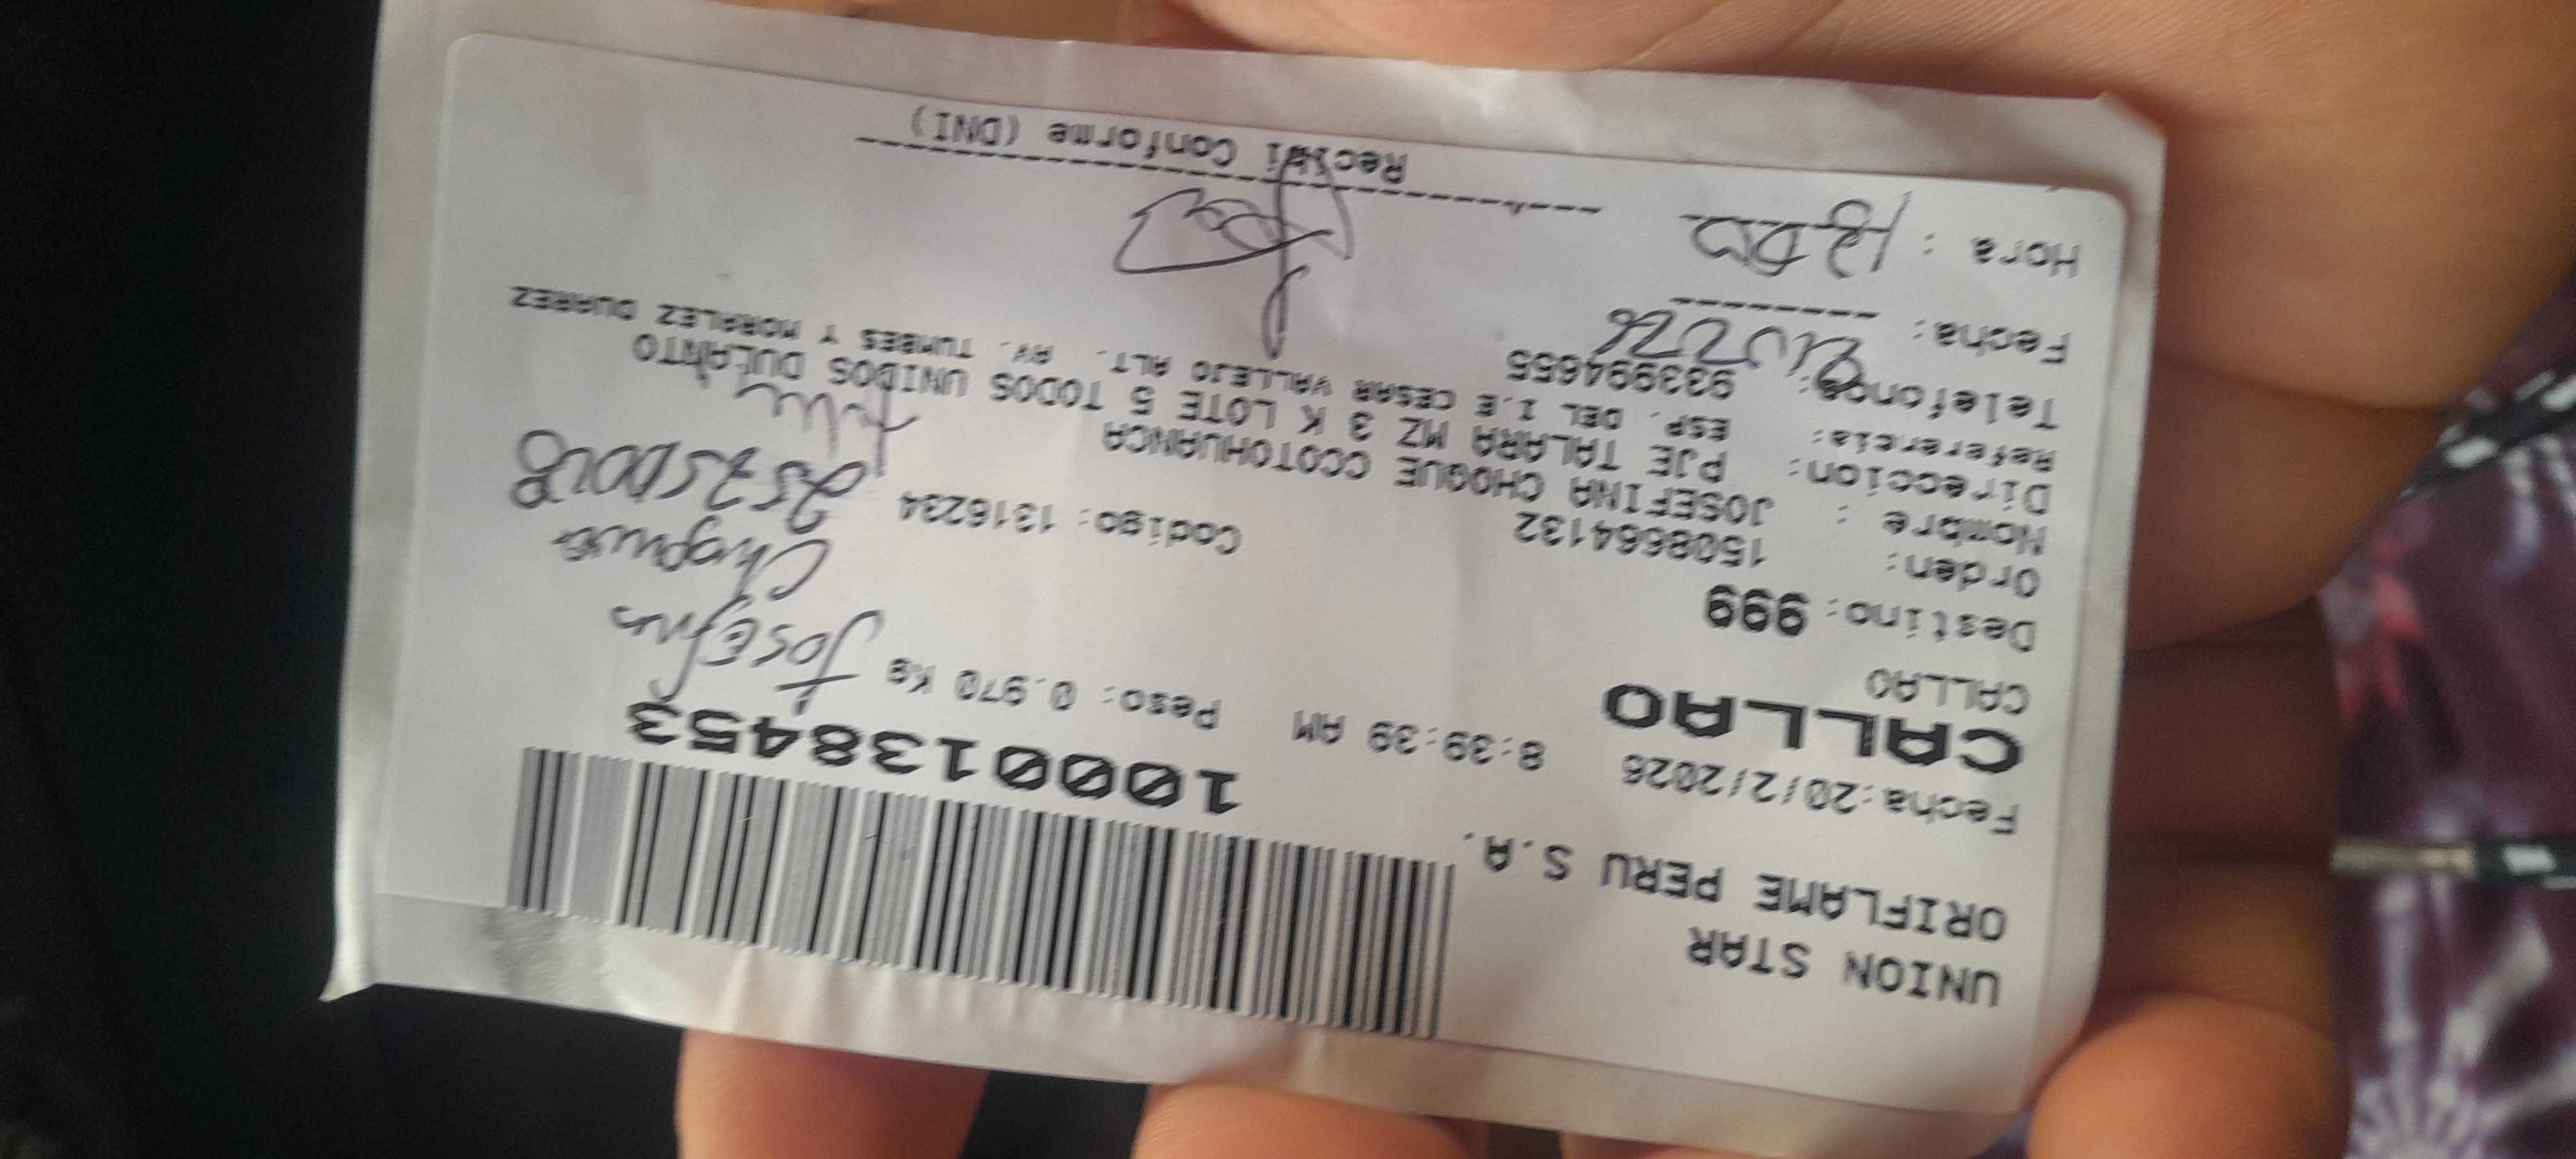 UNION STAR
ORIFLAME PERU S.A.
Fecha:20/2/2026 8:39:39 AM
1000138453
CALLAO
CALLAO
Peso: 0.970 Kg
Destino: 999
Josefina
Orden: 1508664132 Codigo: 1316234
Nombre : JOSEFINA CHOQUE CCOTOHUANCA
Direccion: PJE TALARA MZ 3 K LOTE 5 TODOS UNIDOS DULANTO
Referencia: ESP. DEL I.E CESAR VALLEJO ALT. AV. TUMBES Y MORALEZ DUAREZ
Telefonos: 933994655
Fecha:
Hora :
Recibi Conforme (DNI)